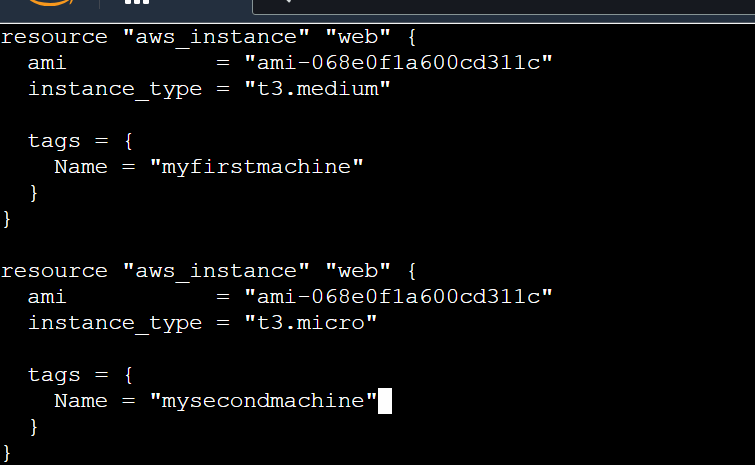 resource "aws_instance" "web" {
  ami           = "ami-068e0f1a600cd311c"
  instance_type = "t3.medium"

  tags = {
    Name = "myfirstmachine"
  }
}

resource "aws_instance" "web" {
  ami           = "ami-068e0f1a600cd311c"
  instance_type = "t3.micro"

  tags = {
    Name = "mysecondmachine"
  }
}